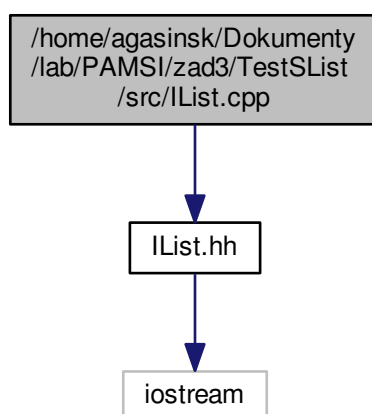 /home/agasinsk/Dokumenty
/lab/PAMSI/zad3/TestSList
/src/IList.cpp
IList.hh
iostream